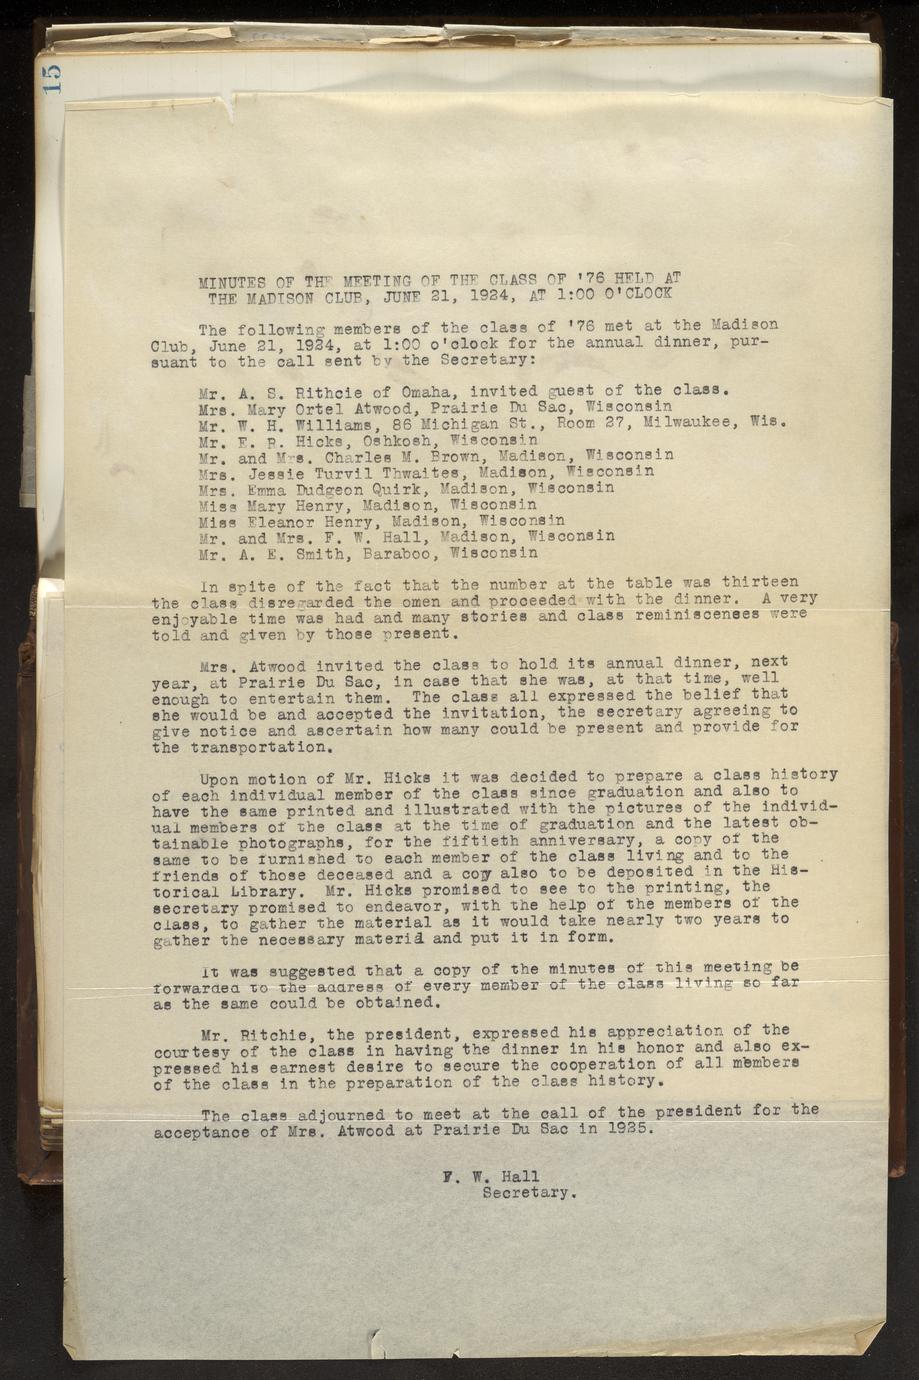 15
MINUTES OF THE MEETING OF THE CLASS OF '76 HELD AT
THE MADISON CLUB, JUNE 21, 1924, AT 1:00 O'CLOCK
The following members of the class of '76 met at the Madison
Club, June 21, 1924, at 1:00 o'clock for the annual dinner, pur-
suant to the call sent by the Secretary:
Mr. A. S. Rithcie of Omaha, invited guest of the class.
Mrs. Mary Ortel Atwood, Prairie Du Sac, Wisconsin
Mr. W. H. Williams, 86 Michigan St., Room 27, Milwaukee, Wis.
Mr. E. R. Hicks, Oshkosh, Wisconsin
Mr. and Mrs. Charles M. Brown, Madison, Wisconsin
Mrs. Jessie Turvil Thwaites, Madison, Wisconsin
Mrs. Emma Dudgeon Quirk, Madison, Wisconsin
Miss Mary Henry, Madison, Wisconsin
Miss Eleanor Henry, Madison, Wisconsin
Mr. and Mrs. F. W. Hall, Madison, Wisconsin
Mr. A. E. Smith, Baraboo, Wisconsin
In spite of the fact that the number at the table was thirteen
the class disregarded the omen and proceeded with the dinner. A very
enjoyable time was had and many stories and class reminiscenses were
told and given by those present.
Mrs. Atwood invited the class to hold its annual dinner, next
year, at Prairie Du Sac, in case that she was, at that time, well
enough to entertain them. The class all expressed the belief that
she would be and accepted the invitation, the secretary agreeing to
give notice and ascertain how many could be present and provide for
the transportation.
Upon motion of Mr. Hicks it was decided to prepare a class history
of each individual member of the class since graduation and also to
have the same printed and illustrated with the pictures of the individ-
ual members of the class at the time of graduation and the latest ob-
tainable photographs, for the fiftieth anniversary, a copy of the
same to be furnished to each member of the class living and to the
friends of those deceased and a copy also to be deposited in the His-
torical Library. Mr. Hicks promised to see to the printing, the
secretary promised to endeavor, with the help of the members of the
class, to gather the material as it would take nearly two years to
gather the necessary material and put it in form.
It was suggested that a copy of the minutes of this meeting be
forwarded to the address of every member of the class living so far
as the same could be obtained.
Mr. Ritchie, the president, expressed his appreciation of the
courtesy of the class in having the dinner in his honor and also ex-
pressed his earnest desire to secure the cooperation of all members
of the class in the preparation of the class history.
The class adjourned to meet at the call of the president for the
acceptance of Mrs. Atwood at Prairie Du Sac in 1925.
F. W. Hall
Secretary.